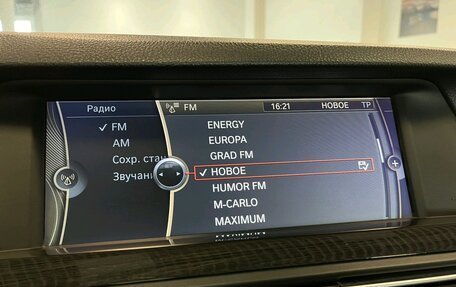 Радио
FM
AM
Сохр. стан
Звучани
FM 16:21 НОВОЕ TP
ENERGY
EUROPA
GRAD FM
НОВОЕ
HUMOR FM
M-CARLO
MAXIMUM